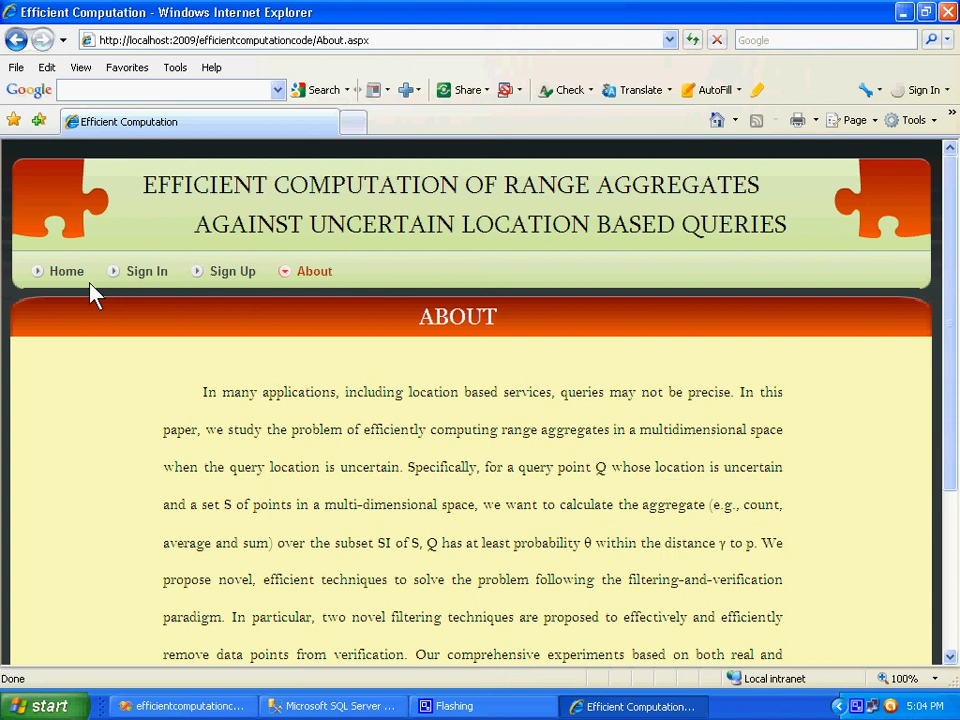 Efficient Computation - Windows Internet Explorer
http://localhost:2009/efficientcomputationcode/About.aspx
Google
File Edit View Favorites Tools Help
Google Search Share Check Translate AutoFill Sign In
Efficient Computation
Page Tools
EFFICIENT COMPUTATION OF RANGE AGGREGATES
AGAINST UNCERTAIN LOCATION BASED QUERIES
Home Sign In Sign Up About
ABOUT
In many applications, including location based services, queries may not be precise. In this
paper, we study the problem of efficiently computing range aggregates in a multidimensional space
when the query location is uncertain. Specifically, for a query point Q whose location is uncertain
and a set S of points in a multi-dimensional space, we want to calculate the aggregate (e.g., count,
average and sum) over the subset SI of S, Q has at least probability θ within the distance γ to p. We
propose novel, efficient techniques to solve the problem following the filtering-and-verification
paradigm. In particular, two novel filtering techniques are proposed to effectively and efficiently
remove data points from verification. Our comprehensive experiments based on both real and
Done Local intranet 100%
start efficientcomputationc... Microsoft SQL Server ... Flashing Efficient Computation... 5:04 PM